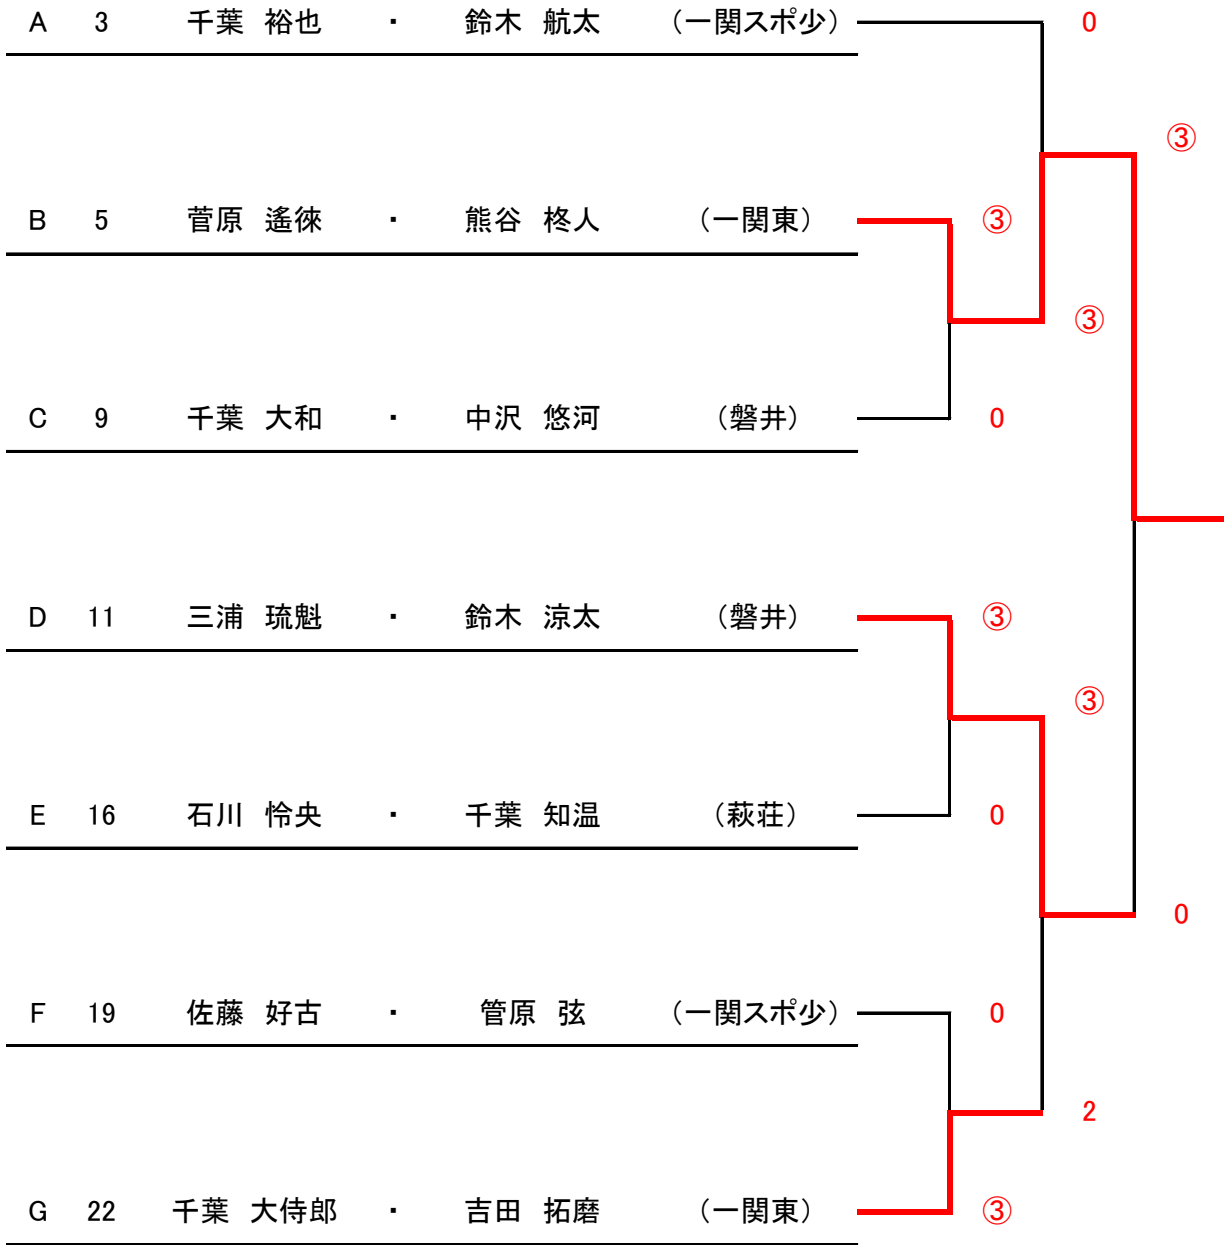 A 3 千葉 裕也 ・ 鈴木 航太 （一関スポ少） 0
③
B 5 菅原 遙徠 ・ 熊谷 柊人 （一関東） ③
③
C 9 千葉 大和 ・ 中沢 悠河 （磐井） 0
D 11 三浦 琉魁 ・ 鈴木 涼太 （磐井） ③
③
E 16 石川 怜央 ・ 千葉 知温 （萩荘） 0
0
F 19 佐藤 好古 ・ 管原 弦 （一関スポ少） 0
2
G 22 千葉 大侍郎 ・ 吉田 拓磨 （一関東） ③